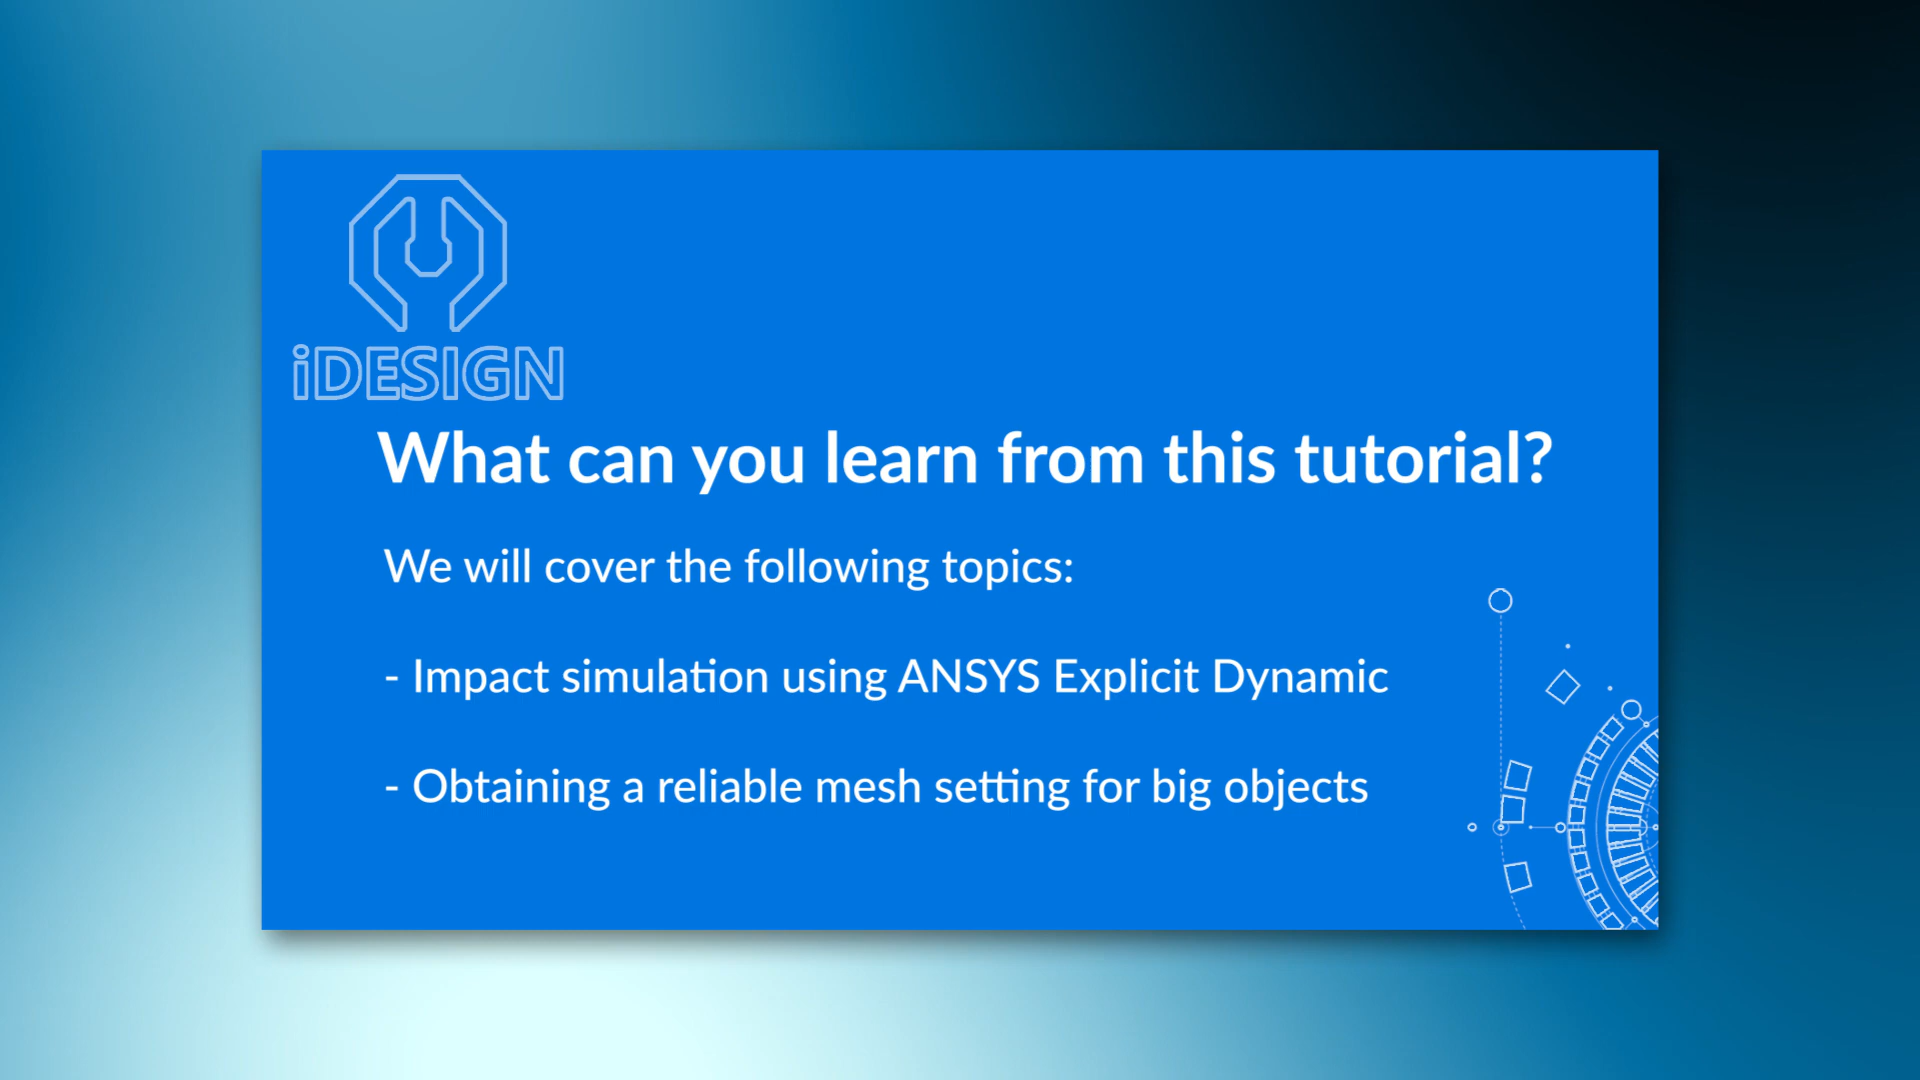 iDESIGN
What can you learn from this tutorial?
We will cover the following topics:
- Impact simulation using ANSYS Explicit Dynamic
- Obtaining a reliable mesh setting for big objects